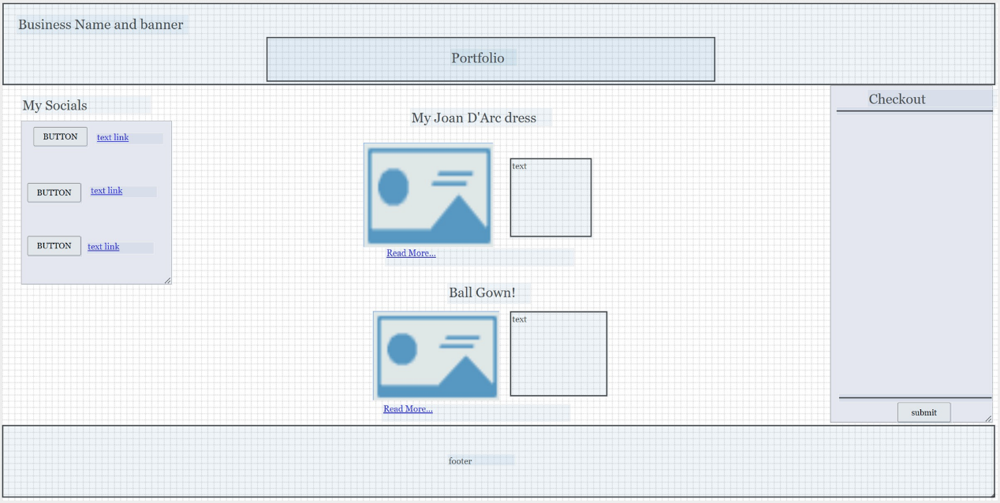 Business Name and banner
Portfolio
My Socials
BUTTON text link
BUTTON text link
BUTTON text link
My Joan D'Arc dress
text
Read More...
Ball Gown!
text
Read More...
Checkout
submit
footer